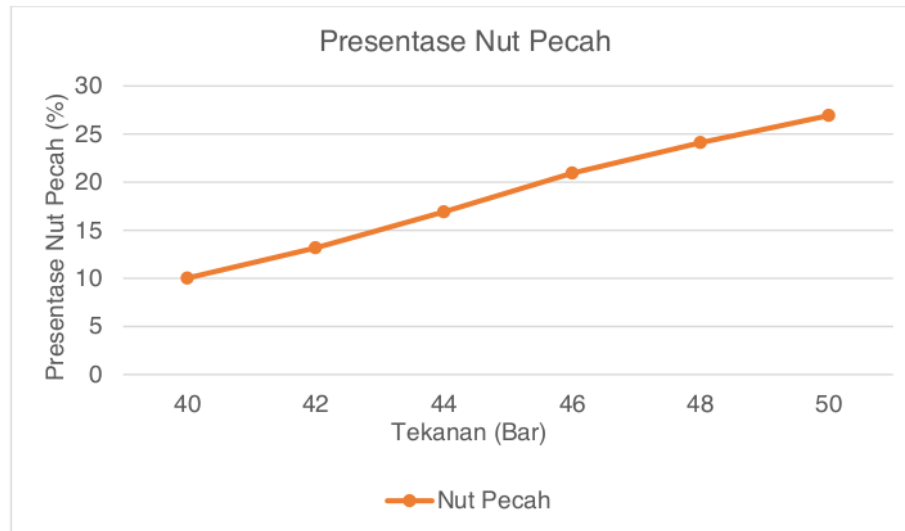 Presentase Nut Pecah
Presentase Nut Pecah (%)
30
25
20
15
10
5
0
40 42 44 46 48 50
Tekanan (Bar)
Nut Pecah